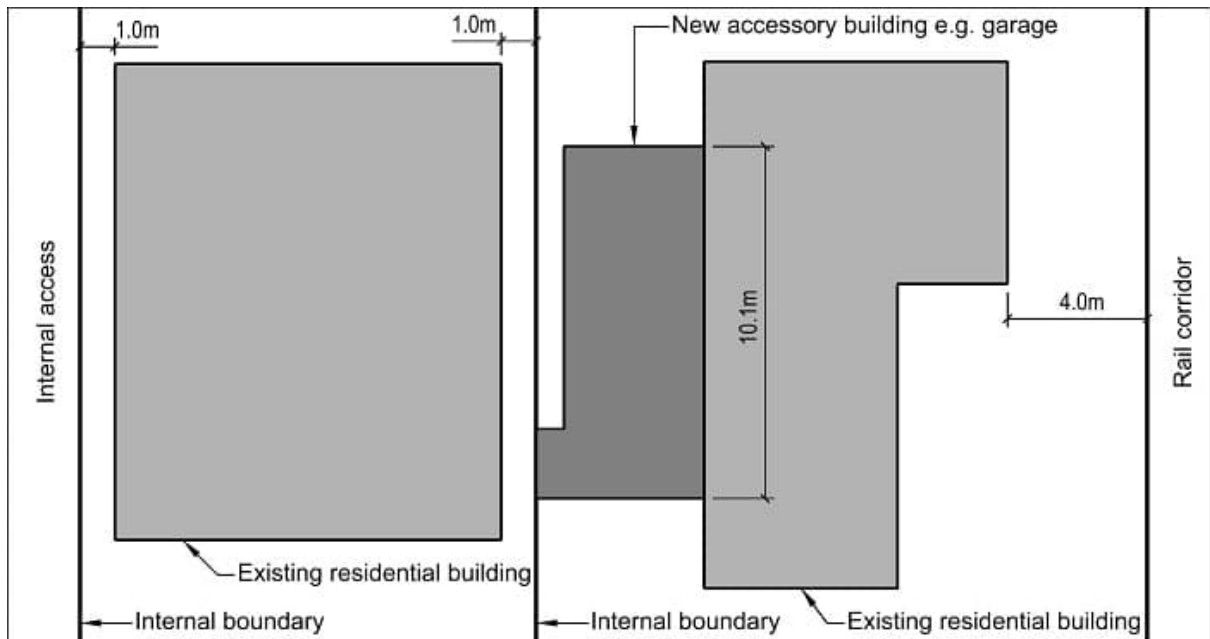 1.0m
1.0m
New accessory building e.g. garage
Internal access
10.1m
4.0m
Rail corridor
Existing residential building
Internal boundary
Internal boundary
Existing residential building